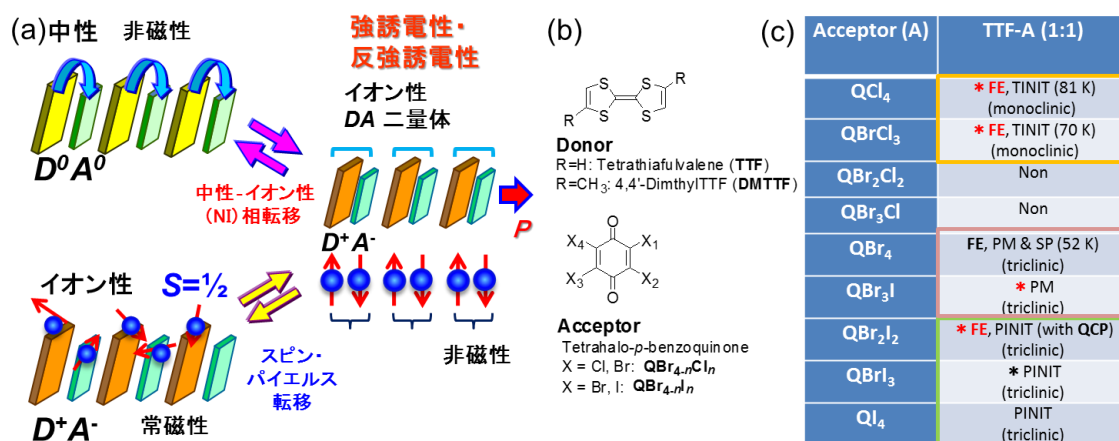 (a)
中性
非磁性
D⁰A⁰
中性-イオン性
(NI)相転移
強誘電性・
反強誘電性
イオン性
DA 二量体
P
D⁺A⁻
非磁性
イオン性
S=½
スピン・
パイエルス
転移
D⁺A⁻
常磁性
(b)
R
S
S
S
S
R
Donor
R=H: Tetrathiafulvalene (TTF)
R=CH₃: 4,4'-DimthylTTF (DMTTF)
O
X₄
X₁
X₃
X₂
O
Acceptor
Tetrahalo-p-benzoquinone
X = Cl, Br: QBr₄₋ₙClₙ
X = Br, I: QBr₄₋ₙIₙ
(c)
Acceptor (A) TTF-A (1:1)
QCl₄ * FE, TINIT (81 K)
(monoclinic)
QBrCl₃ * FE, TINIT (70 K)
(monoclinic)
QBr₂Cl₂ Non
QBr₃Cl Non
QBr₄ FE, PM & SP (52 K)
(triclinic)
QBr₃I * PM
(triclinic)
QBr₂I₂ * FE, PINIT (with QCP)
(triclinic)
QBrI₃ * PINIT
(triclinic)
QI₄ PINIT
(triclinic)